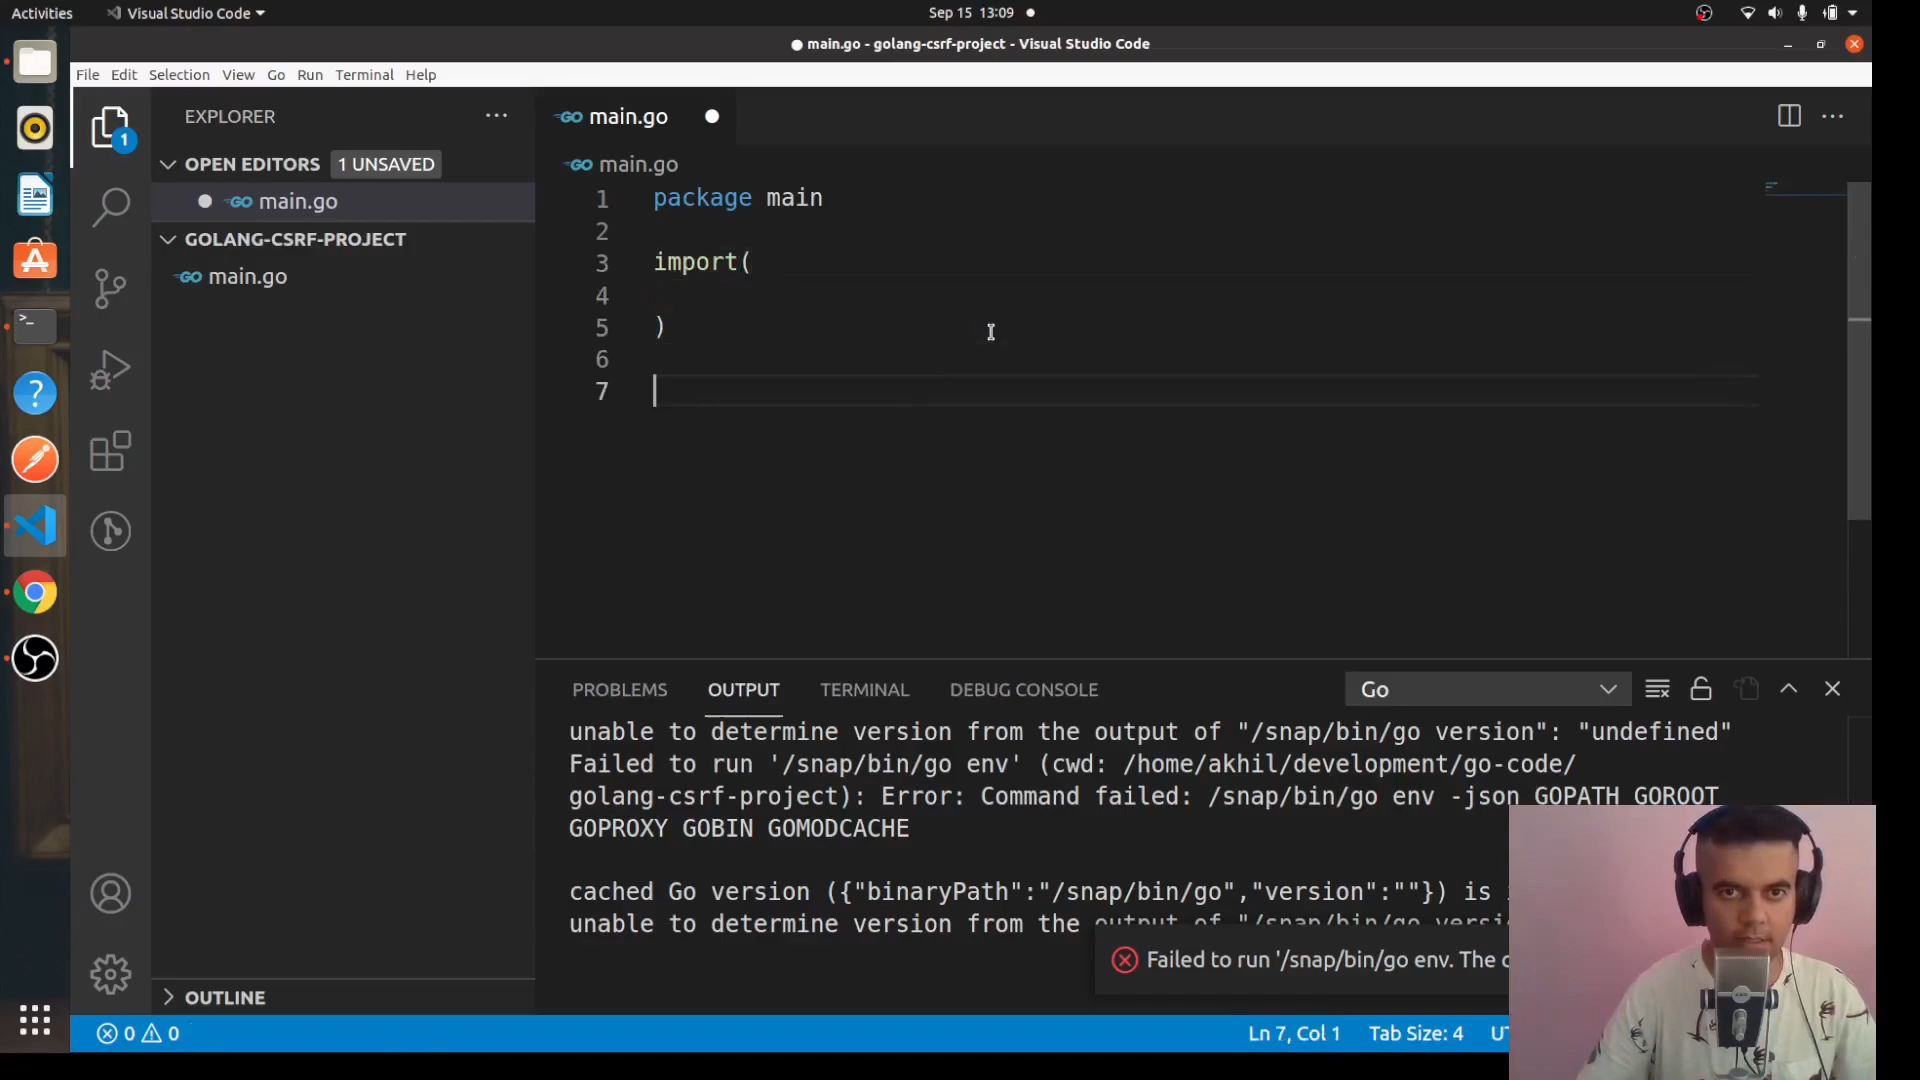 Activities
Visual Studio Code
Sep 15 13:09
main.go - golang-csrf-project - Visual Studio Code
File Edit Selection View Go Run Terminal Help
EXPLORER
OPEN EDITORS 1 UNSAVED
main.go
GOLANG-CSRF-PROJECT
main.go
OUTLINE
1
GO main.go
GO main.go
1 package main
2
3 import(
4
5 )
6
7
PROBLEMS OUTPUT TERMINAL DEBUG CONSOLE
Go
unable to determine version from the output of "/snap/bin/go version": "undefined"
Failed to run '/snap/bin/go env' (cwd: /home/akhil/development/go-code/
golang-csrf-project): Error: Command failed: /snap/bin/go env -json GOPATH GOROOT
GOPROXY GOBIN GOMODCACHE
cached Go version ({"binaryPath":"/snap/bin/go","version":""}) is
unable to determine version from the output of "/snap/bin/go
Failed to run '/snap/bin/go env. The
0 0
Ln 7, Col 1 Tab Size: 4